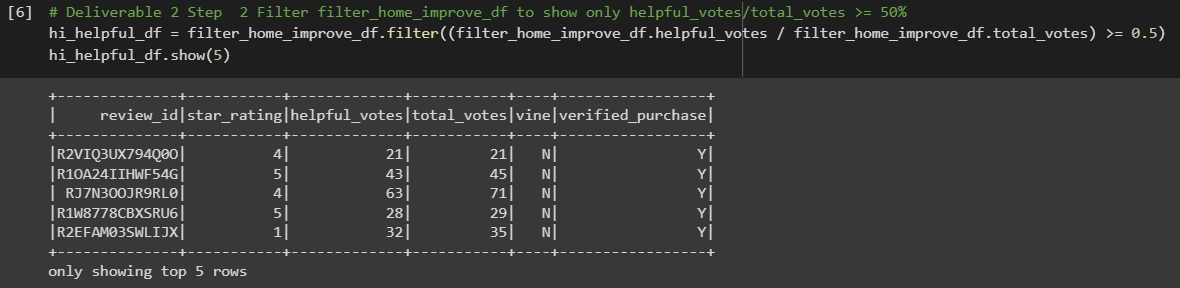 [6] # Deliverable 2 Step  2 Filter filter_home_improve_df to show only helpful_votes/total_votes >= 50%
hi_helpful_df = filter_home_improve_df.filter((filter_home_improve_df.helpful_votes / filter_home_improve_df.total_votes) >= 0.5)
hi_helpful_df.show(5)
+--------------+-----------+-------------+-----------+----+-----------------+
|     review_id|star_rating|helpful_votes|total_votes|vine|verified_purchase|
+--------------+-----------+-------------+-----------+----+-----------------+
|R2VIQ3UX794Q0O|          4|           21|         21|   N|                Y|
|R1OA24IIHWF54G|          5|           43|         45|   N|                Y|
| RJ7N3OOJR9RL0|          4|           63|         71|   N|                Y|
|R1W8778CBXSRU6|          5|           28|         29|   N|                Y|
|R2EFAM03SWLIJX|          1|           32|         35|   N|                Y|
+--------------+-----------+-------------+-----------+----+-----------------+
only showing top 5 rows